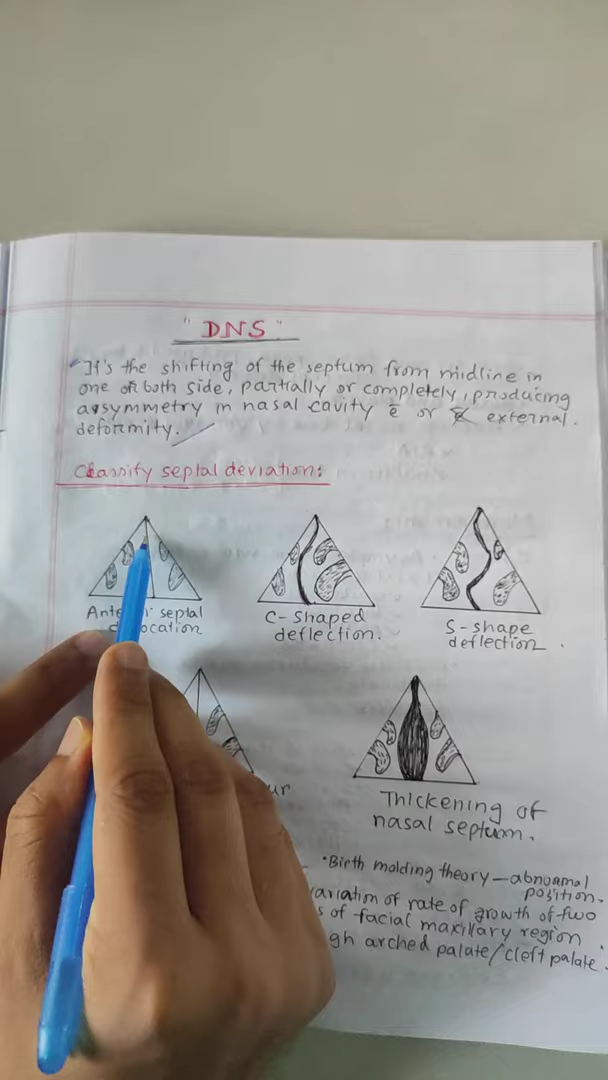 "DNS"
It's the shifting of the septum from midline in
one or both side, partially or completely, producing
assymmetry in nasal cavity c̄ or s̄ external
deformity.
Classify septal deviation:
septal
C-shaped
deflection.
S-shape
deflection.
Thickening of
nasal septum.
• Birth molding theory — abnormal
position.
variation of rate of growth of two
of facial maxillary region
arched palate/cleft palate.